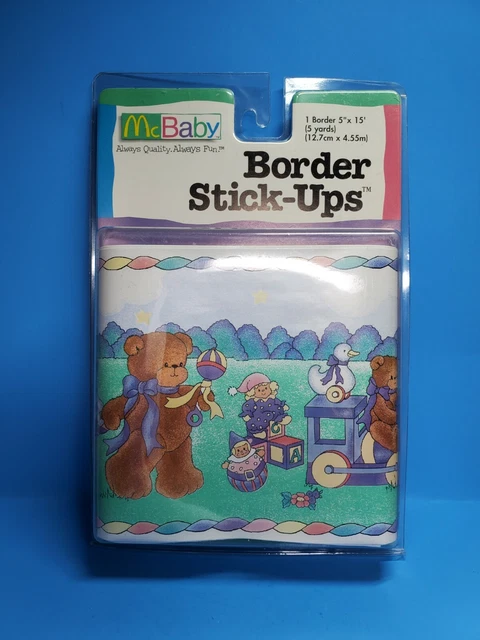 McBaby
Always Quality. Always Fun.™
1 Border 5"x 15'
(5 yards)
(12.7cm x 4.55m)
Border
Stick-Ups™
A